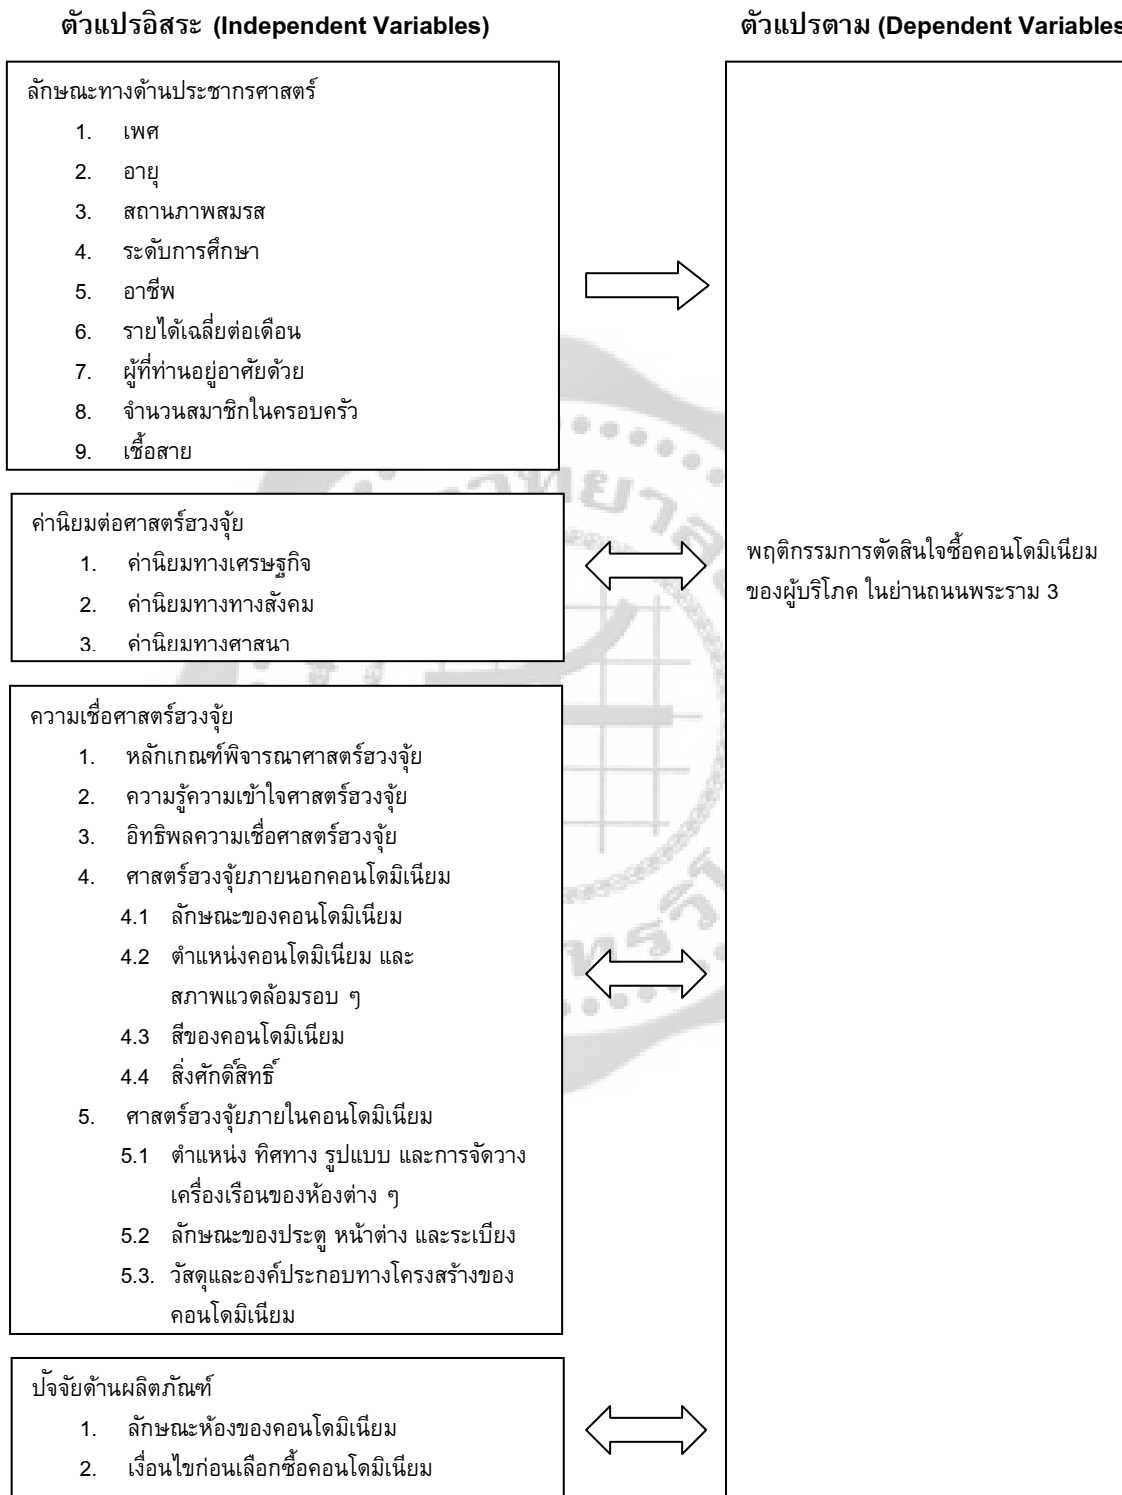 ตัวแปรอิสระ (Independent Variables)
ตัวแปรตาม (Dependent Variables
ลักษณะทางด้านประชากรศาสตร์
1. เพศ
2. อายุ
3. สถานภาพสมรส
4. ระดับการศึกษา
5. อาชีพ
6. รายได้เฉลี่ยต่อเดือน
7. ผู้ที่ท่านอยู่อาศัยด้วย
8. จำนวนสมาชิกในครอบครัว
9. เชื้อสาย
ค่านิยมต่อศาสตร์ฮวงจุ้ย
1. ค่านิยมทางเศรษฐกิจ
2. ค่านิยมทางทางสังคม
3. ค่านิยมทางศาสนา
ความเชื่อศาสตร์ฮวงจุ้ย
1. หลักเกณฑ์พิจารณาศาสตร์ฮวงจุ้ย
2. ความรู้ความเข้าใจศาสตร์ฮวงจุ้ย
3. อิทธิพลความเชื่อศาสตร์ฮวงจุ้ย
4. ศาสตร์ฮวงจุ้ยภายนอกคอนโดมิเนียม
4.1 ลักษณะของคอนโดมิเนียม
4.2 ตำแหน่งคอนโดมิเนียม และ
สภาพแวดล้อมรอบ ๆ
4.3 สีของคอนโดมิเนียม
4.4 สิ่งศักดิ์สิทธิ์
5. ศาสตร์ฮวงจุ้ยภายในคอนโดมิเนียม
5.1 ตำแหน่ง ทิศทาง รูปแบบ และการจัดวาง
เครื่องเรือนของห้องต่าง ๆ
5.2 ลักษณะของประตู หน้าต่าง และระเบียง
5.3. วัสดุและองค์ประกอบทางโครงสร้างของ
คอนโดมิเนียม
ปัจจัยด้านผลิตภัณฑ์
1. ลักษณะห้องของคอนโดมิเนียม
2. เงื่อนไขก่อนเลือกซื้อคอนโดมิเนียม
พฤติกรรมการตัดสินใจซื้อคอนโดมิเนียม
ของผู้บริโภค ในย่านถนนพระราม 3